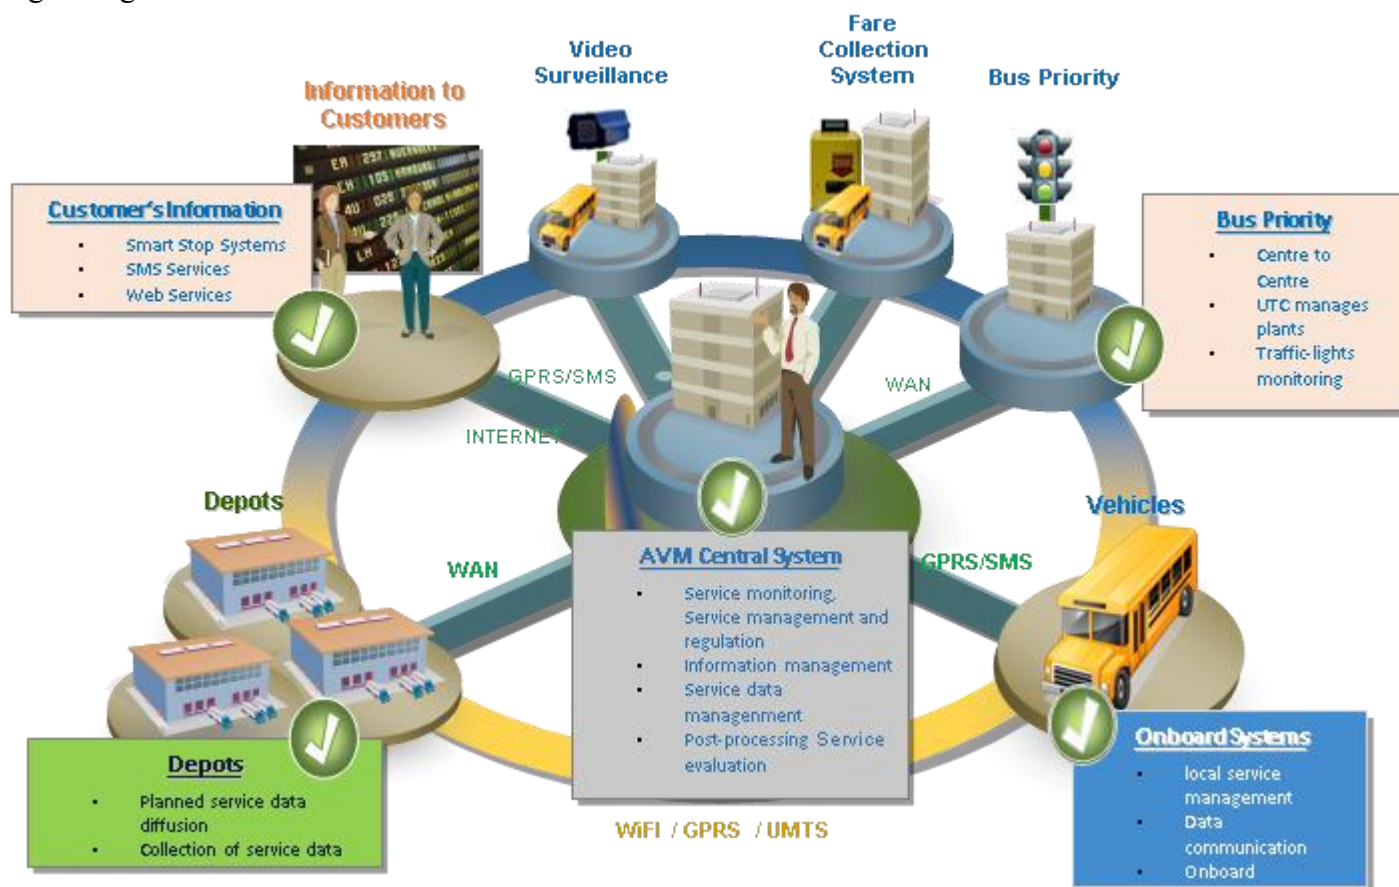 Fare
Collection
System
Video
Surveillance
Bus Priority
Information to
Customers
Customer's Information
▪ Smart Stop Systems
▪ SMS Services
▪ Web Services
Bus Priority
▪ Centre to
Centre
▪ UTC manages
plants
▪ Traffic-lights
monitoring
GPRS/SMS
WAN
INTERNET
Depots
Vehicles
WAN
GPRS/SMS
AVM Central System
▪ Service monitoring,
Service management and
regulation
▪ Information management
▪ Service data
managenment
▪ Post-processing Service
evaluation
Depots
▪ Planned service data
diffusion
▪ Collection of service data
Onboard Systems
▪ local service
management
▪ Data
communication
▪ Onboard
WiFI / GPRS / UMTS